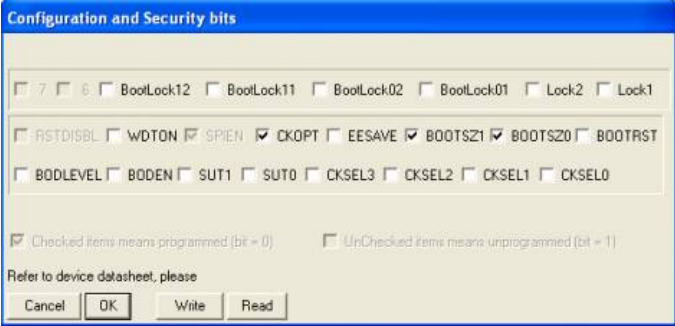 Configuration and Security bits
7 6 BootLock12 BootLock11 BootLock02 BootLock01 Lock2 Lock1
RSTDISBL WDTON SPIEN CKOPT EESAVE BOOTSZ1 BOOTSZ0 BOOTRST
BODLEVEL BODEN SUT1 SUT0 CKSEL3 CKSEL2 CKSEL1 CKSEL0
Checked items means programmed (bit = 0) UnChecked items means unprogrammed (bit = 1)
Refer to device datasheet, please
Cancel OK Write Read